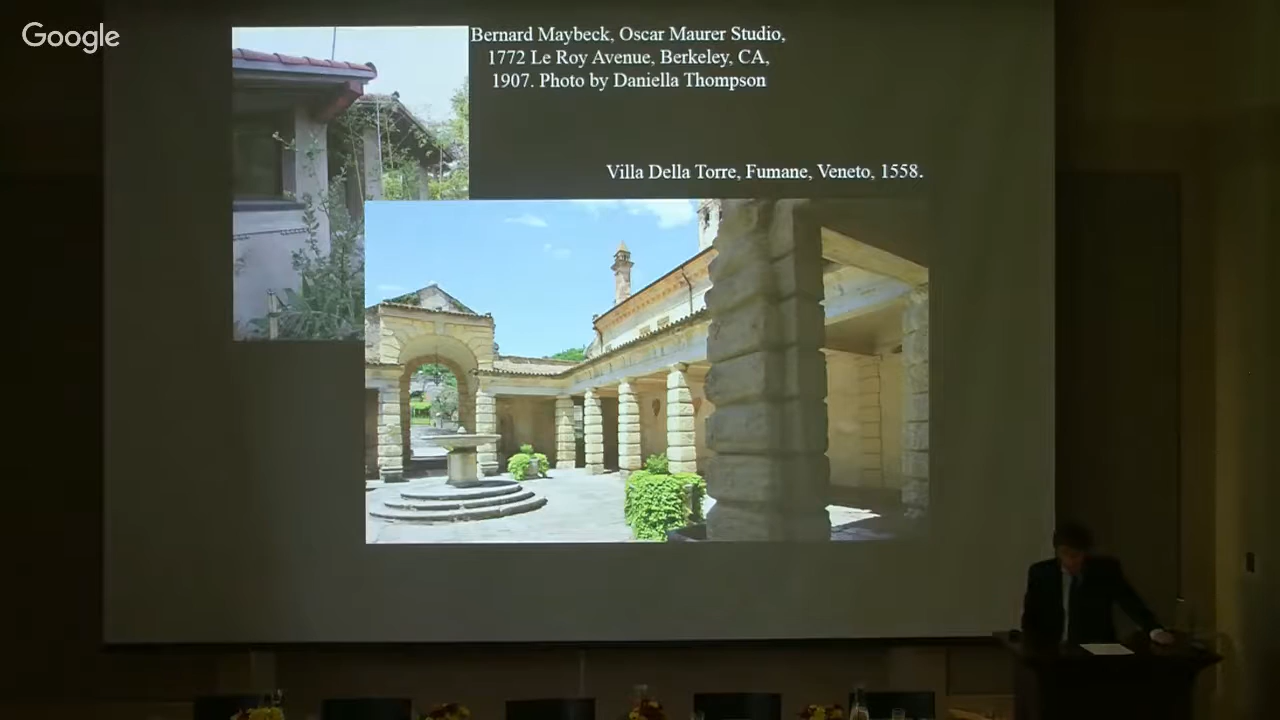 Google
Bernard Maybeck, Oscar Maurer Studio,
1772 Le Roy Avenue, Berkeley, CA,
1907. Photo by Daniella Thompson
Villa Della Torre, Fumane, Veneto, 1558.